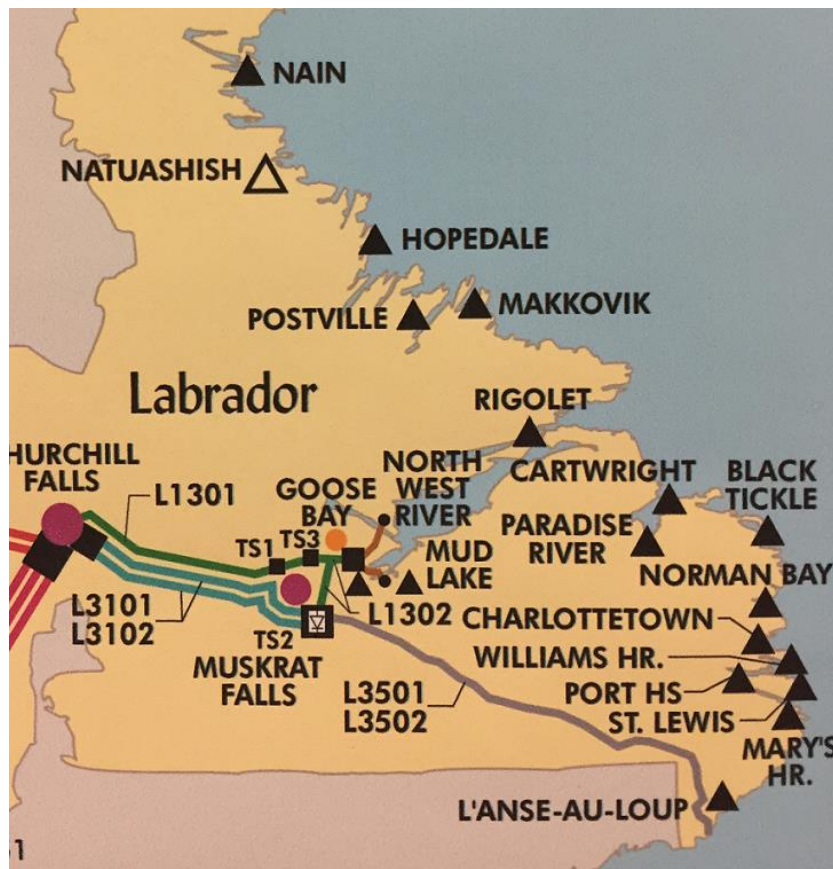 NAIN
NATUASHISH
HOPEDALE
POSTVILLE
MAKKOVIK
Labrador
RIGOLET
HURCHILL
FALLS
L1301
GOOSE
BAY
NORTH
WEST
RIVER
CARTWRIGHT
BLACK
TICKLE
TS1
TS3
PARADISE
RIVER
MUD
LAKE
NORMAN BAY
L3101
L3102
L1302
CHARLOTTETOWN
TS2
MUSKRAT
FALLS
WILLIAMS HR.
L3501
L3502
PORT HS
ST. LEWIS
MARY'S
HR.
L'ANSE-AU-LOUP
1